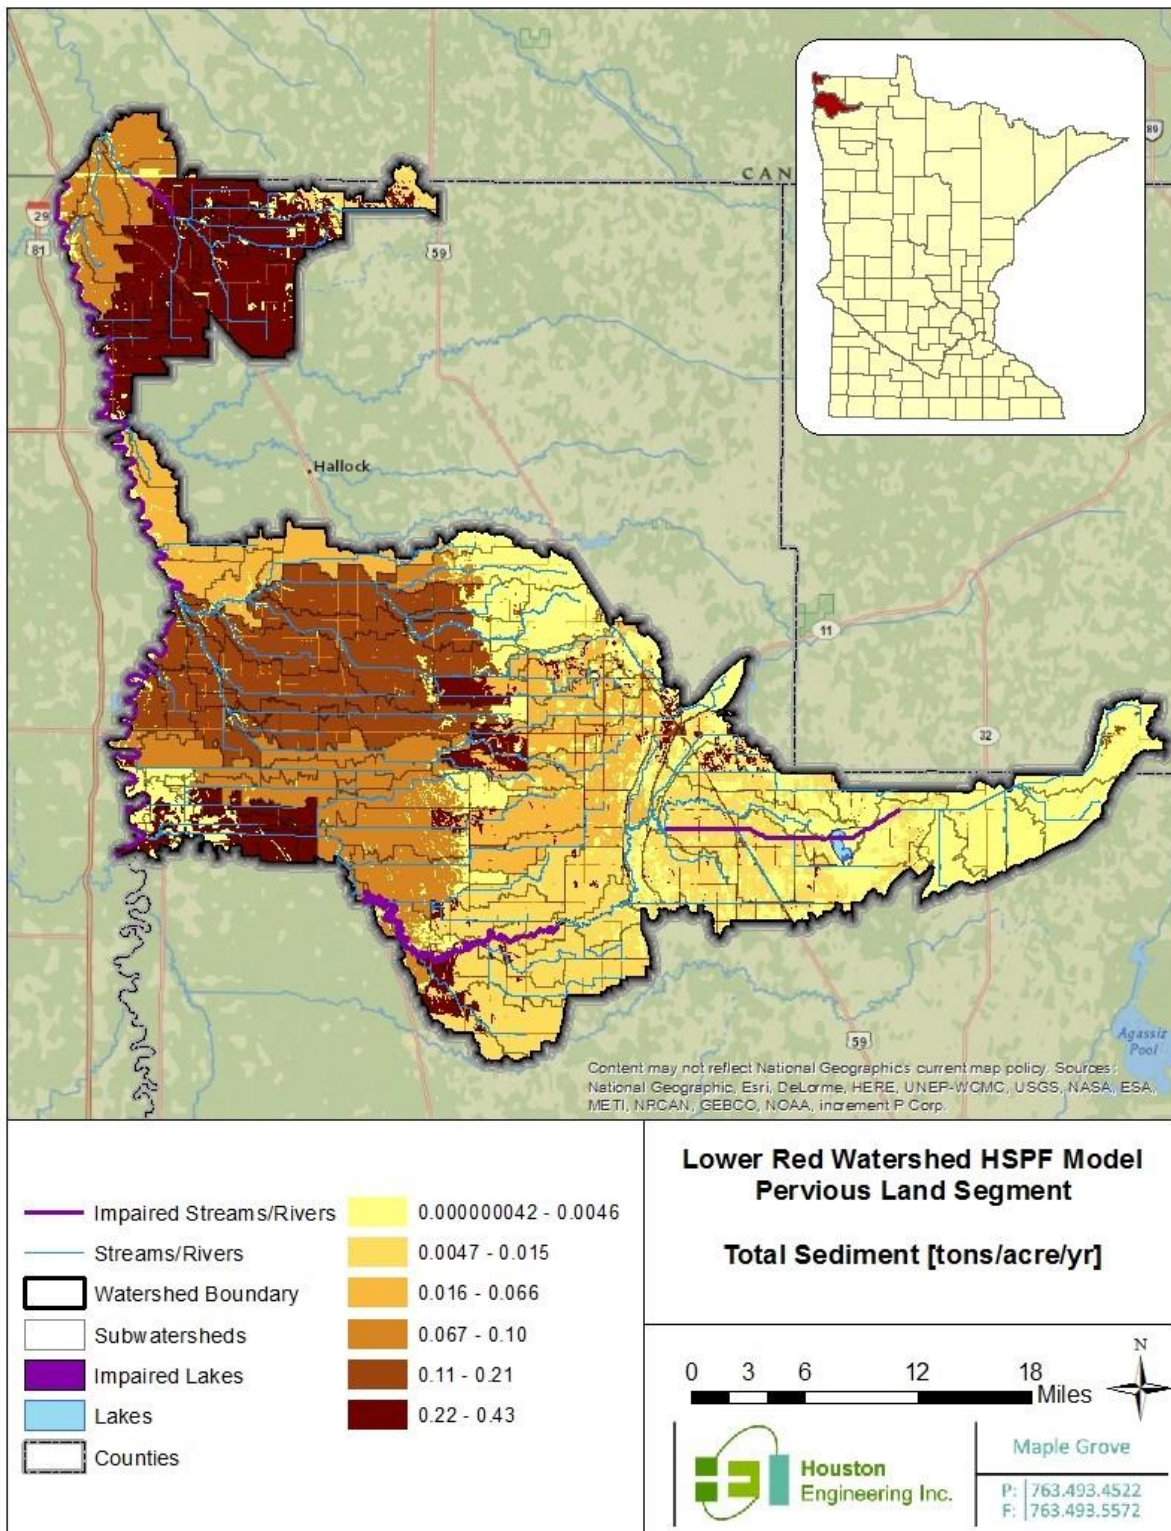 89
CAN
29
81
59
Hallock
11
32
59
Agassiz
Pool
Content may not reflect National Geographic's current map policy. Sources:
National Geographic, Esri, DeLorme, HERE, UNEP-WCMC, USGS, NASA, ESA,
METI, NRCAN, GEBCO, NOAA, increment P Corp.
Impaired Streams/Rivers
Streams/Rivers
Watershed Boundary
Subwatersheds
Impaired Lakes
Lakes
Counties
0.000000042 - 0.0046
0.0047 - 0.015
0.016 - 0.066
0.067 - 0.10
0.11 - 0.21
0.22 - 0.43
Lower Red Watershed HSPF Model
Pervious Land Segment
Total Sediment [tons/acre/yr]
0 3 6 12 18
Miles
N
Houston
Engineering Inc.
Maple Grove
P: 763.493.4522
F: 763.493.5572